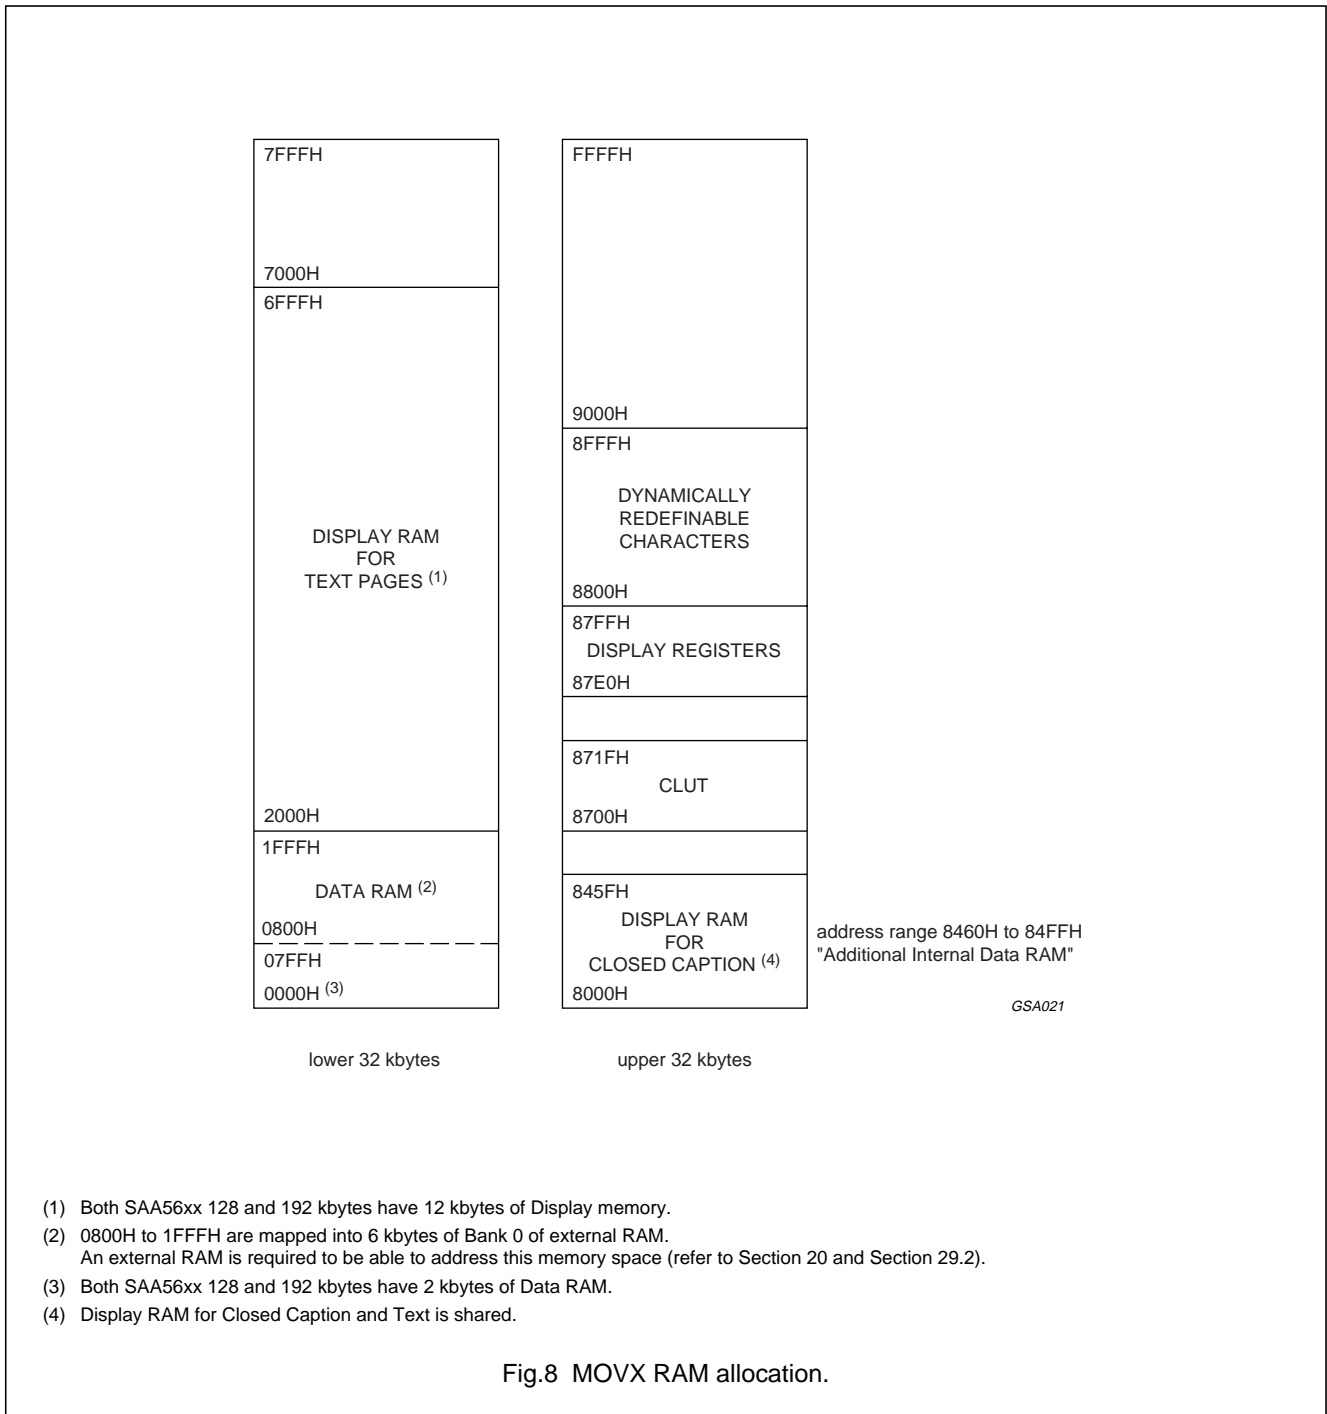 7FFFH
7000H
6FFFH
DISPLAY RAM
FOR
TEXT PAGES (1)
2000H
1FFFH
DATA RAM (2)
0800H
07FFH
0000H (3)
lower 32 kbytes
FFFFH
9000H
8FFFH
DYNAMICALLY
REDEFINABLE
CHARACTERS
8800H
87FFH
DISPLAY REGISTERS
87E0H
871FH
CLUT
8700H
845FH
DISPLAY RAM
FOR
CLOSED CAPTION (4)
8000H
upper 32 kbytes
address range 8460H to 84FFH
"Additional Internal Data RAM"
GSA021
(1) Both SAA56xx 128 and 192 kbytes have 12 kbytes of Display memory.
(2) 0800H to 1FFFH are mapped into 6 kbytes of Bank 0 of external RAM.
An external RAM is required to be able to address this memory space (refer to Section 20 and Section 29.2).
(3) Both SAA56xx 128 and 192 kbytes have 2 kbytes of Data RAM.
(4) Display RAM for Closed Caption and Text is shared.
Fig.8 MOVX RAM allocation.